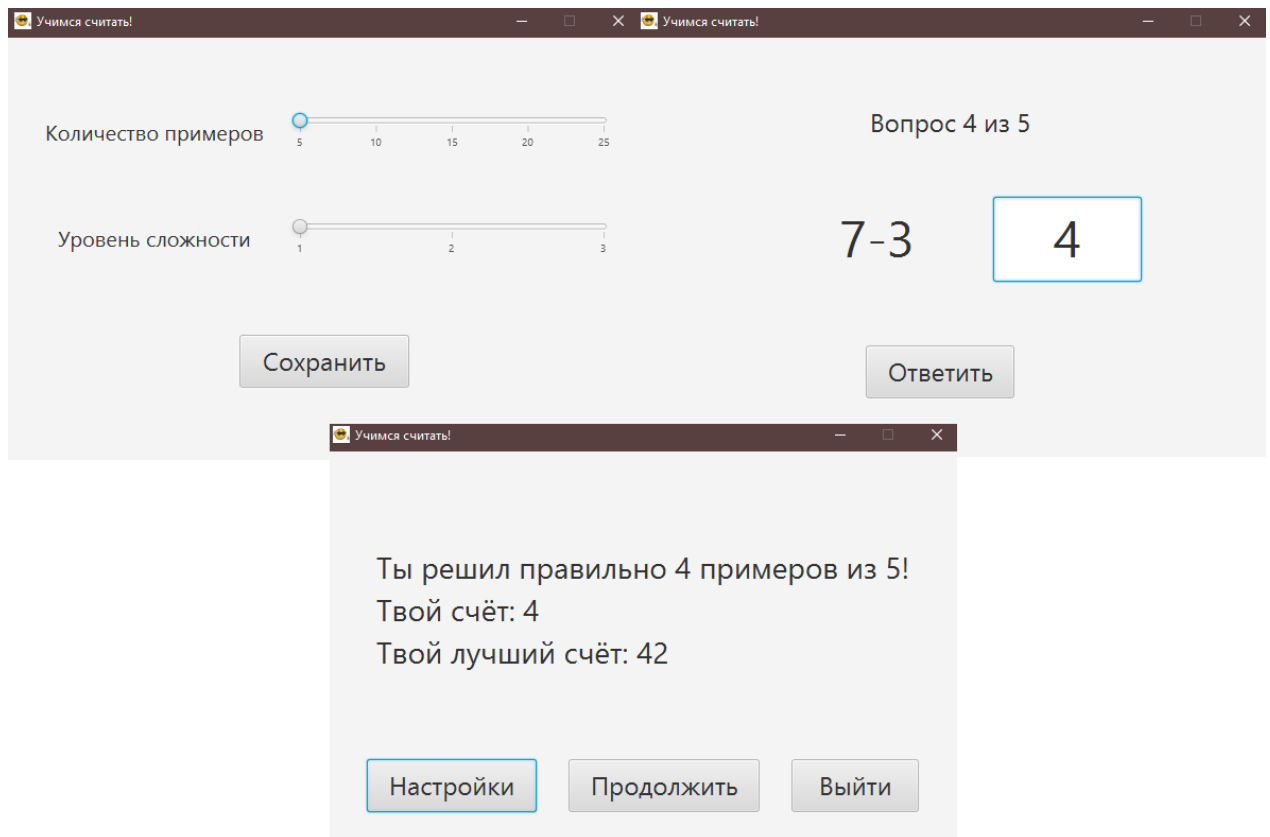 Учимся считать!
Количество примеров
5 10 15 20 25
Уровень сложности
1 2 3
Сохранить
Учимся считать!
Вопрос 4 из 5
7-3 4
Ответить
Учимся считать!
Ты решил правильно 4 примеров из 5!
Твой счёт: 4
Твой лучший счёт: 42
Настройки Продолжить Выйти